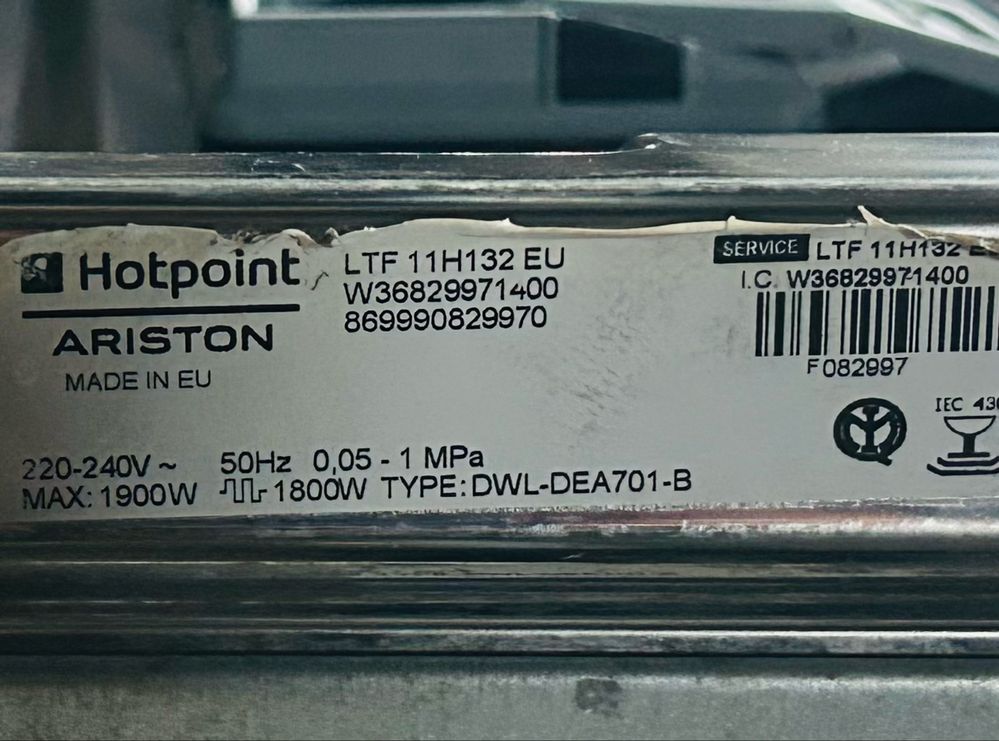 Hotpoint
ARISTON
MADE IN EU
LTF 11H132 EU
W36829971400
869990829970
SERVICE LTF 11H132
I.C. W36829971400
F082997
IEC
220-240V ~ 50Hz 0,05 - 1 MPa
MAX: 1900W 1800W TYPE: DWL-DEA701-B